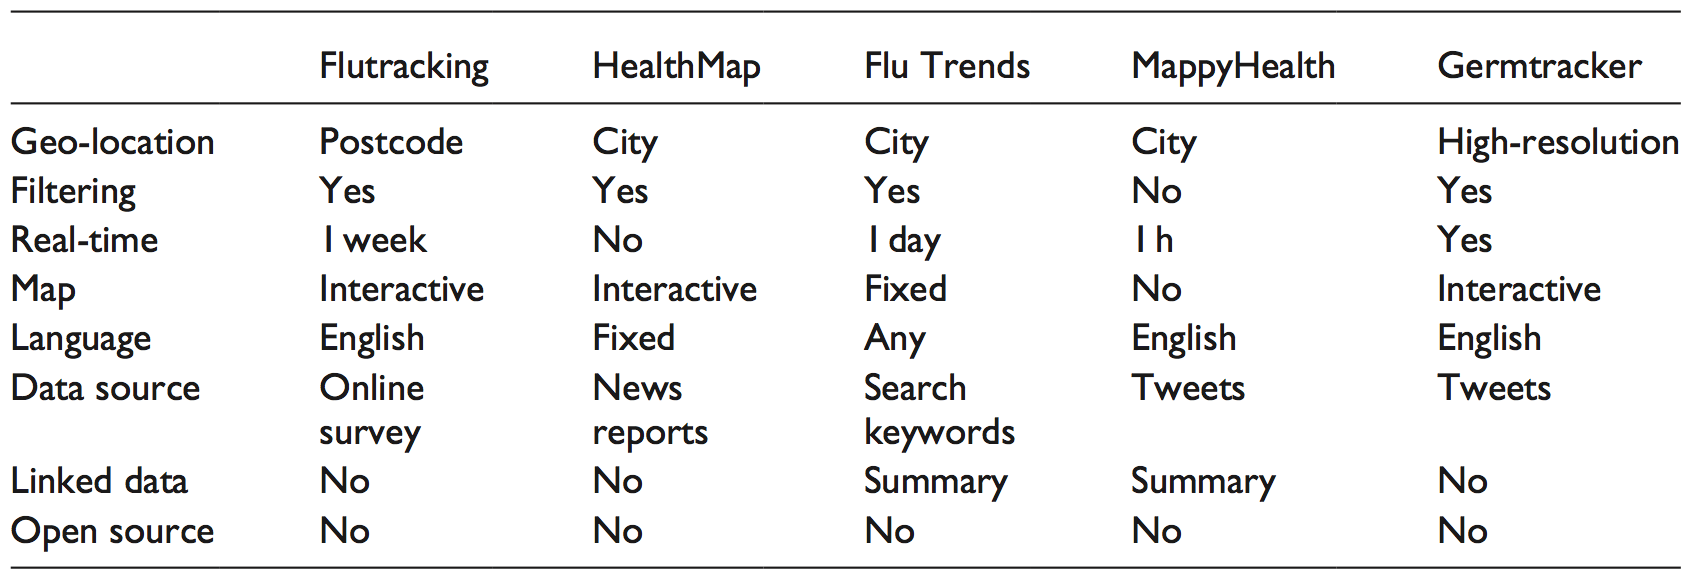 Flutracking HealthMap Flu Trends MappyHealth Germtracker
Geo-location Postcode City City City High-resolution
Filtering Yes Yes Yes No Yes
Real-time 1 week No 1 day 1 h Yes
Map Interactive Interactive Fixed No Interactive
Language English Fixed Any English English
Data source Online News Search Tweets Tweets
survey reports keywords
Linked data No No Summary Summary No
Open source No No No No No